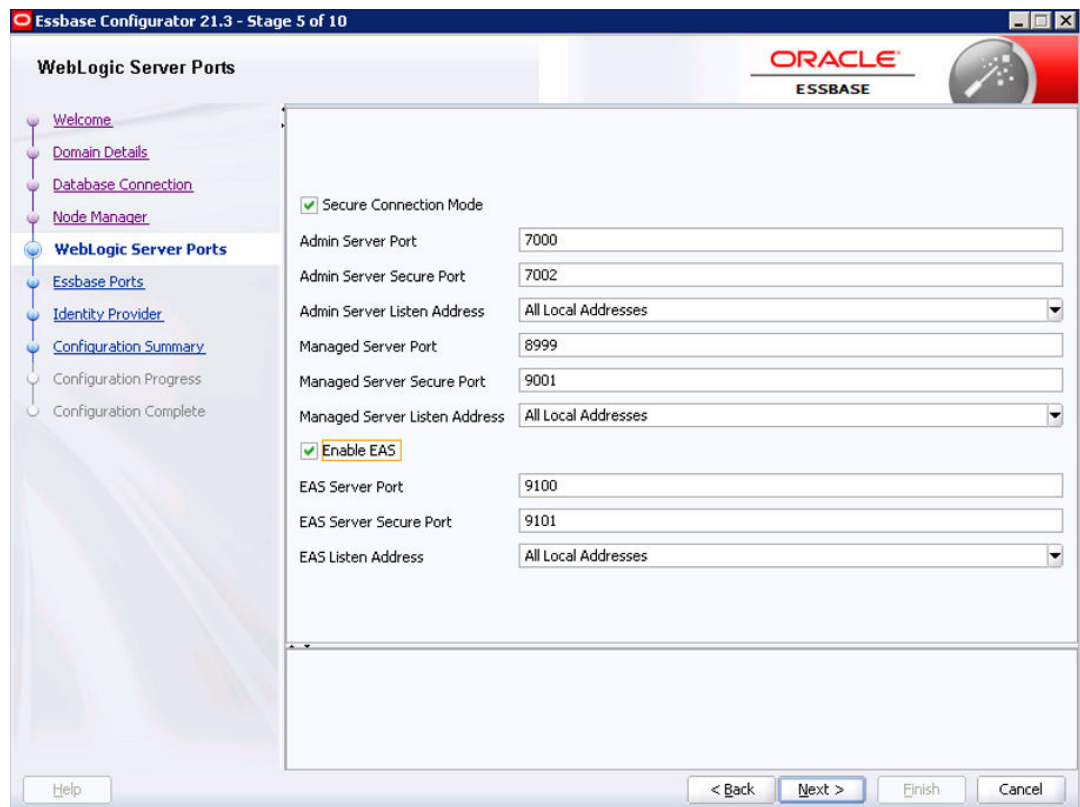 Essbase Configurator 21.3 - Stage 5 of 10
WebLogic Server Ports
ORACLE
ESSBASE
Welcome
Domain Details
Database Connection
Node Manager
WebLogic Server Ports
Essbase Ports
Identity Provider
Configuration Summary
Configuration Progress
Configuration Complete
Secure Connection Mode
Admin Server Port 7000
Admin Server Secure Port 7002
Admin Server Listen Address All Local Addresses
Managed Server Port 8999
Managed Server Secure Port 9001
Managed Server Listen Address All Local Addresses
Enable EAS
EAS Server Port 9100
EAS Server Secure Port 9101
EAS Listen Address All Local Addresses
Help < Back Next > Finish Cancel